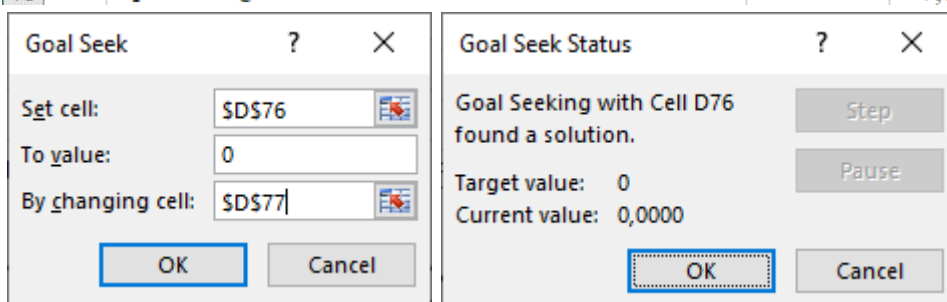 Goal Seek ?
Set cell: $D$76
To value: 0
By changing cell: $D$77
OK Cancel
Goal Seek Status ?
Goal Seeking with Cell D76
found a solution.
Step
Pause
Target value: 0
Current value: 0,0000
OK Cancel